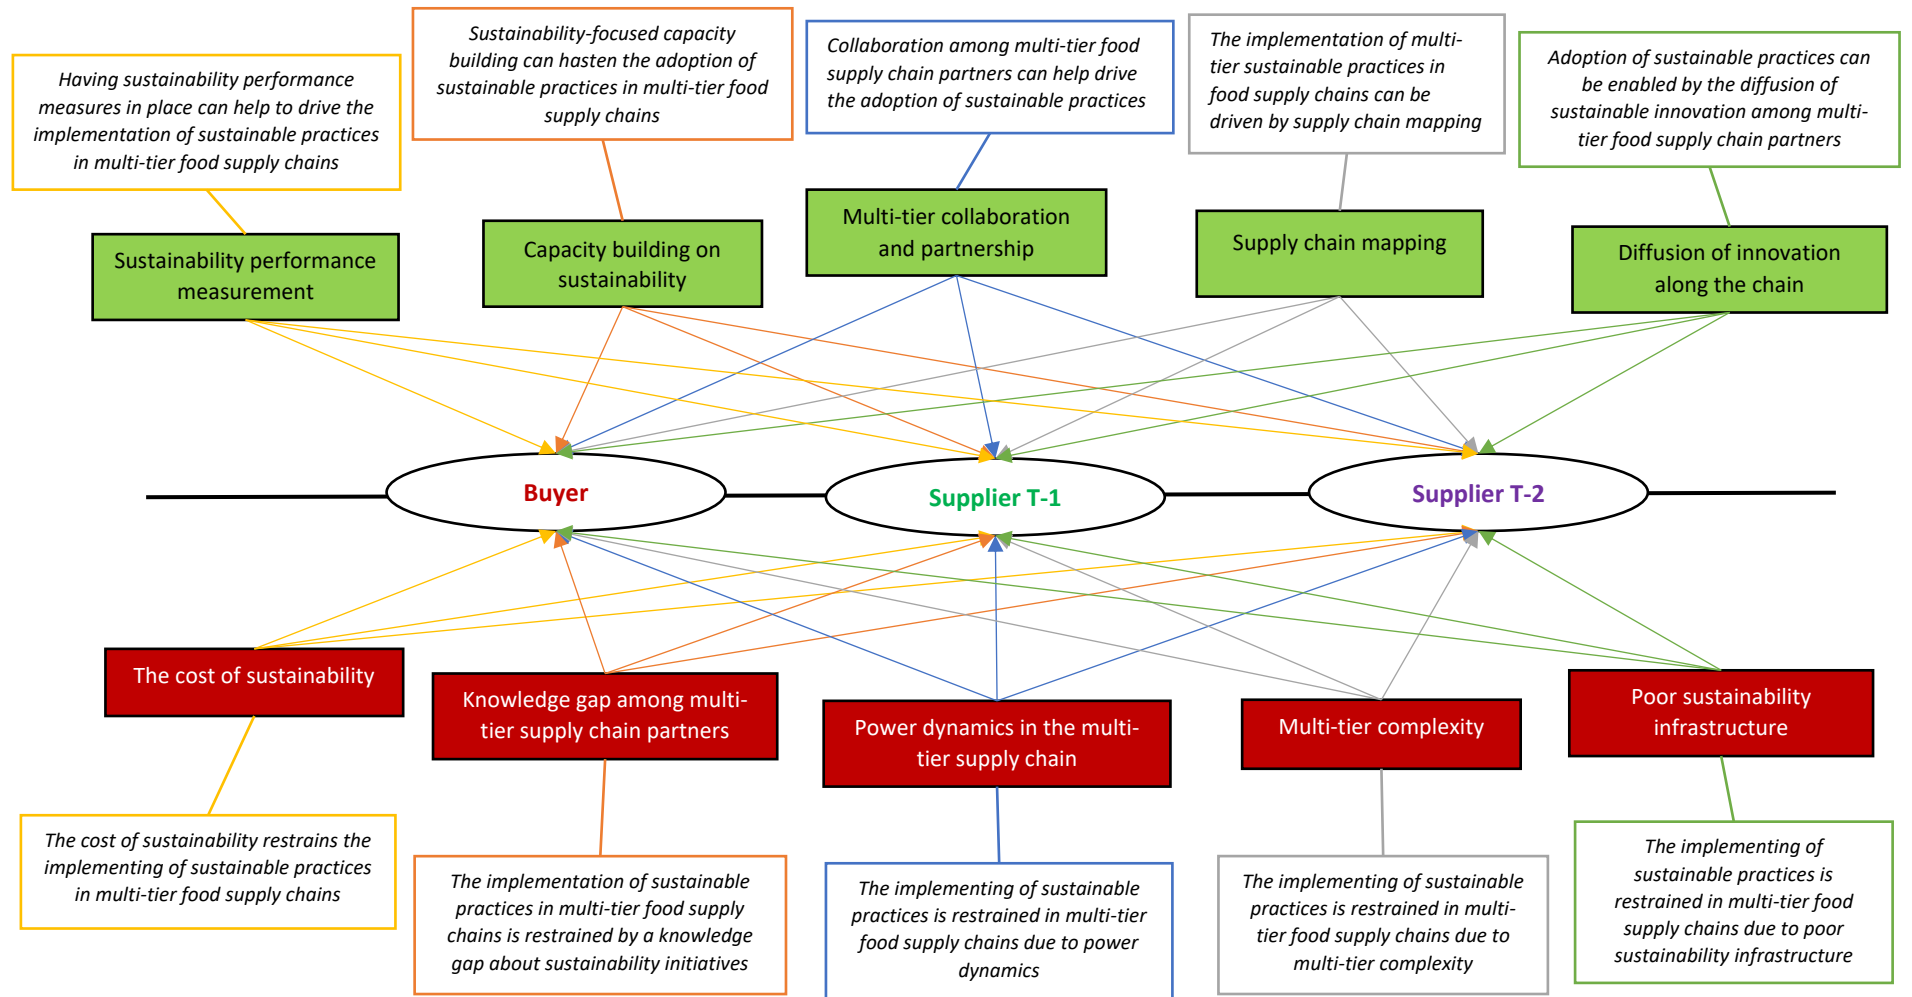 Having sustainability performance
measures in place can help to drive the
implementation of sustainable practices
in multi-tier food supply chains
Sustainability-focused capacity
building can hasten the adoption of
sustainable practices in multi-tier food
supply chains
Collaboration among multi-tier food
supply chain partners can help drive
the adoption of sustainable practices
The implementation of multi-
tier sustainable practices in
food supply chains can be
driven by supply chain mapping
Adoption of sustainable practices can
be enabled by the diffusion of
sustainable innovation among multi-
tier food supply chain partners
Sustainability performance
measurement
Capacity building on
sustainability
Multi-tier collaboration
and partnership
Supply chain mapping
Diffusion of innovation
along the chain
Buyer
Supplier T-1
Supplier T-2
The cost of sustainability
Knowledge gap among multi-
tier supply chain partners
Power dynamics in the multi-
tier supply chain
Multi-tier complexity
Poor sustainability
infrastructure
The cost of sustainability restrains the
implementing of sustainable practices
in multi-tier food supply chains
The implementation of sustainable
practices in multi-tier food supply
chains is restrained by a knowledge
gap about sustainability initiatives
The implementing of sustainable
practices is restrained in multi-tier
food supply chains due to power
dynamics
The implementing of sustainable
practices is restrained in multi-
tier food supply chains due to
multi-tier complexity
The implementing of
sustainable practices is
restrained in multi-tier food
supply chains due to poor
sustainability infrastructure